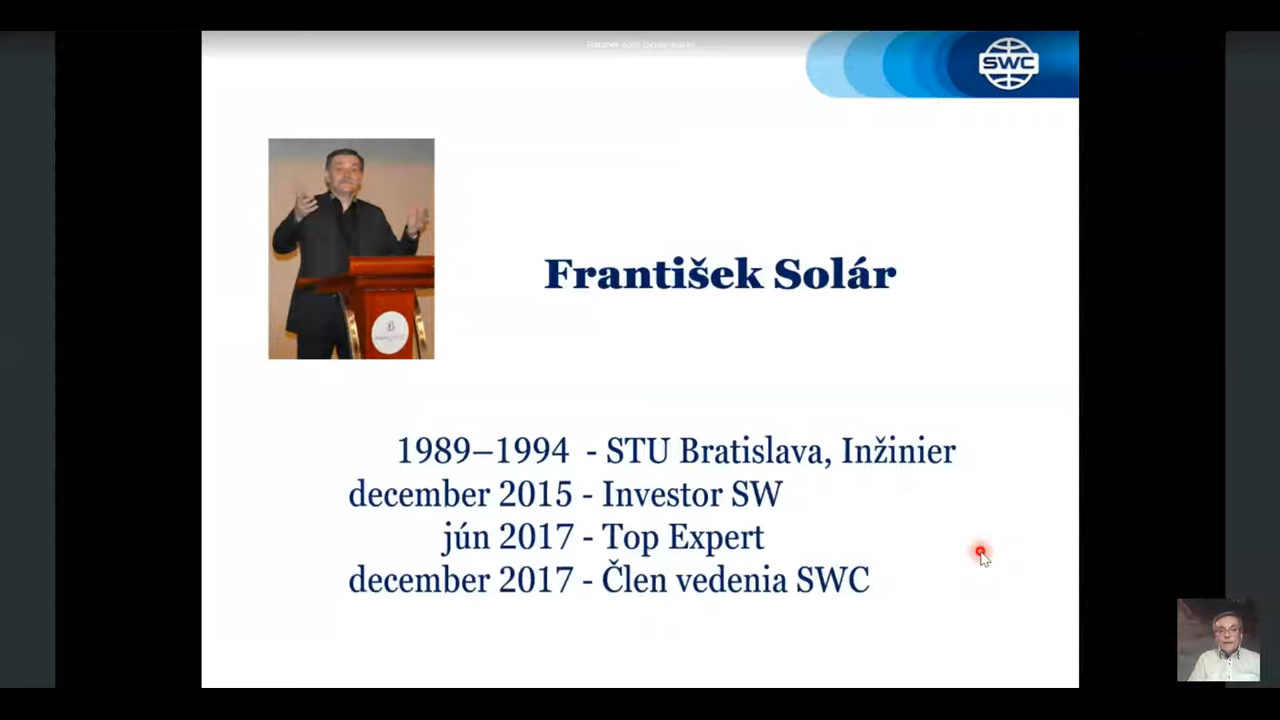 SWC
František Solár
1989–1994 - STU Bratislava, Inžinier
december 2015 - Investor SW
jún 2017 - Top Expert
december 2017 - Člen vedenia SWC